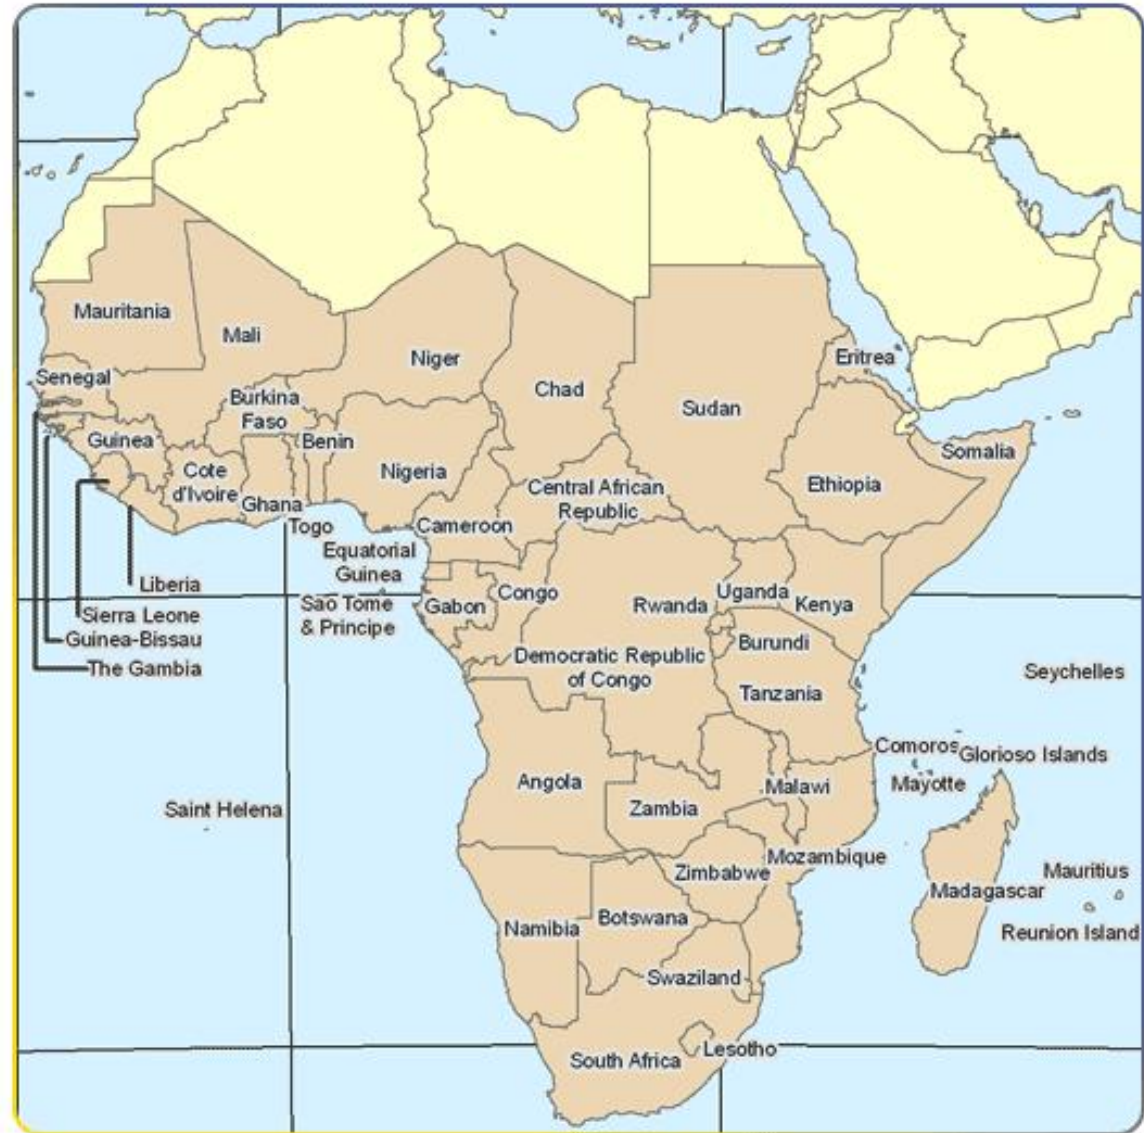 Mauritania
Mali
Niger
Chad
Sudan
Eritrea
Senegal
Burkina
Faso
Guinea
Benin
Nigeria
Cote
d'Ivoire
Ghana
Togo
Central African
Republic
Ethiopia
Somalia
Cameroon
Equatorial
Guinea
Liberia
Sierra Leone
Guinea-Bissau
The Gambia
Sao Tome
& Principe
Gabon
Congo
Rwanda
Uganda
Kenya
Burundi
Democratic Republic
of Congo
Tanzania
Seychelles
Comoros
Glorioso Islands
Mayotte
Angola
Malawi
Zambia
Saint Helena
Mozambique
Zimbabwe
Mauritius
Madagascar
Reunion Island
Namibia
Botswana
Swaziland
South Africa
Lesotho